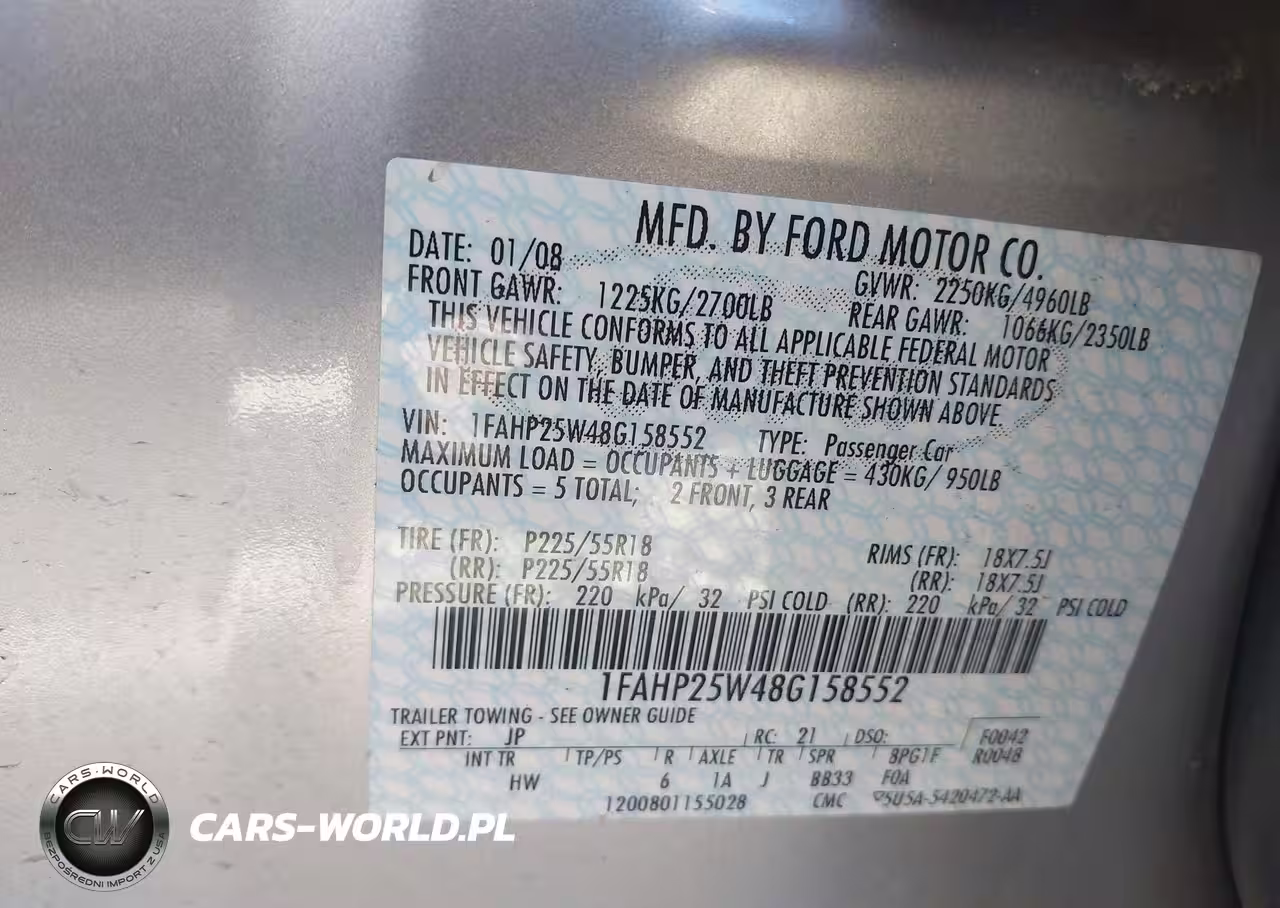 MFD. BY FORD MOTOR CO.
DATE: 01/08 GVWR: 2250KG/4960LB
FRONT GAWR: 1225KG/2700LB REAR GAWR: 1066KG/2350LB
THIS VEHICLE CONFORMS TO ALL APPLICABLE FEDERAL MOTOR
VEHICLE SAFETY, BUMPER, AND THEFT PREVENTION STANDARDS
IN EFFECT ON THE DATE OF MANUFACTURE SHOWN ABOVE.
VIN: 1FAHP25W48G158552 TYPE: Passenger Car
MAXIMUM LOAD = OCCUPANTS + LUGGAGE = 430KG/ 950LB
OCCUPANTS = 5 TOTAL; 2 FRONT, 3 REAR
TIRE (FR): P225/55R18 RIMS (FR): 18X7.5J
(RR): P225/55R18 (RR): 18X7.5J
PRESSURE (FR): 220 kPa/ 32 PSI COLD (RR): 220 kPa/ 32 PSI COLD
1FAHP25W48G158552
TRAILER TOWING - SEE OWNER GUIDE
EXT PNT: JP RC: 21 DSO: F0042
INT TR TP/PS R AXLE TR SPR 8PG1F R0048
HW 6 1A J BB33 FOA
1200801155028 CMC 5U5A-5420472-AA
CARS-WORLD
CW
BEZPOŚREDNI IMPORT Z USA
CARS-WORLD.PL